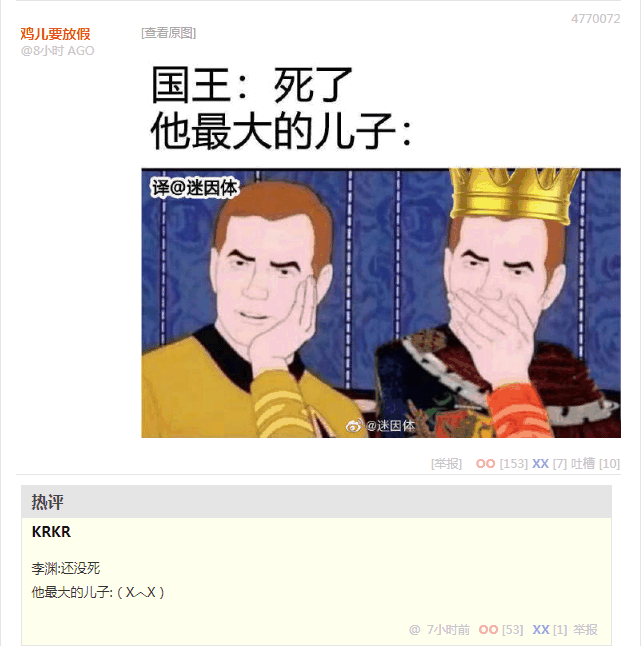 4770072
鸡儿要放假
@8小时 AGO
[查看原图]
国王：死了
他最大的儿子：
译@迷因体
@迷因体
[举报] OO [153] XX [7] 吐槽 [10]
热评
KRKR
李渊:还没死
他最大的儿子:（X︿X）
@ 7小时前 OO [53] XX [1] 举报